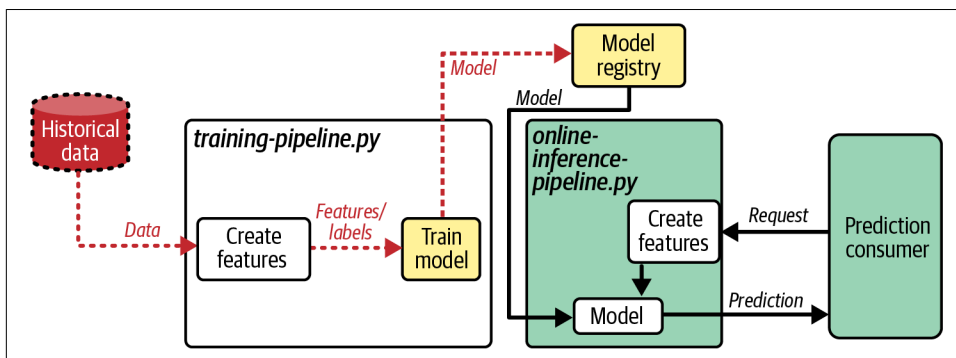 Model
registry
Model
Model
Historical
data
training-pipeline.py
online-
inference-
pipeline.py
Data
Create
features
Features/
labels
Train
model
Create
features
Request
Prediction
consumer
Model
Prediction